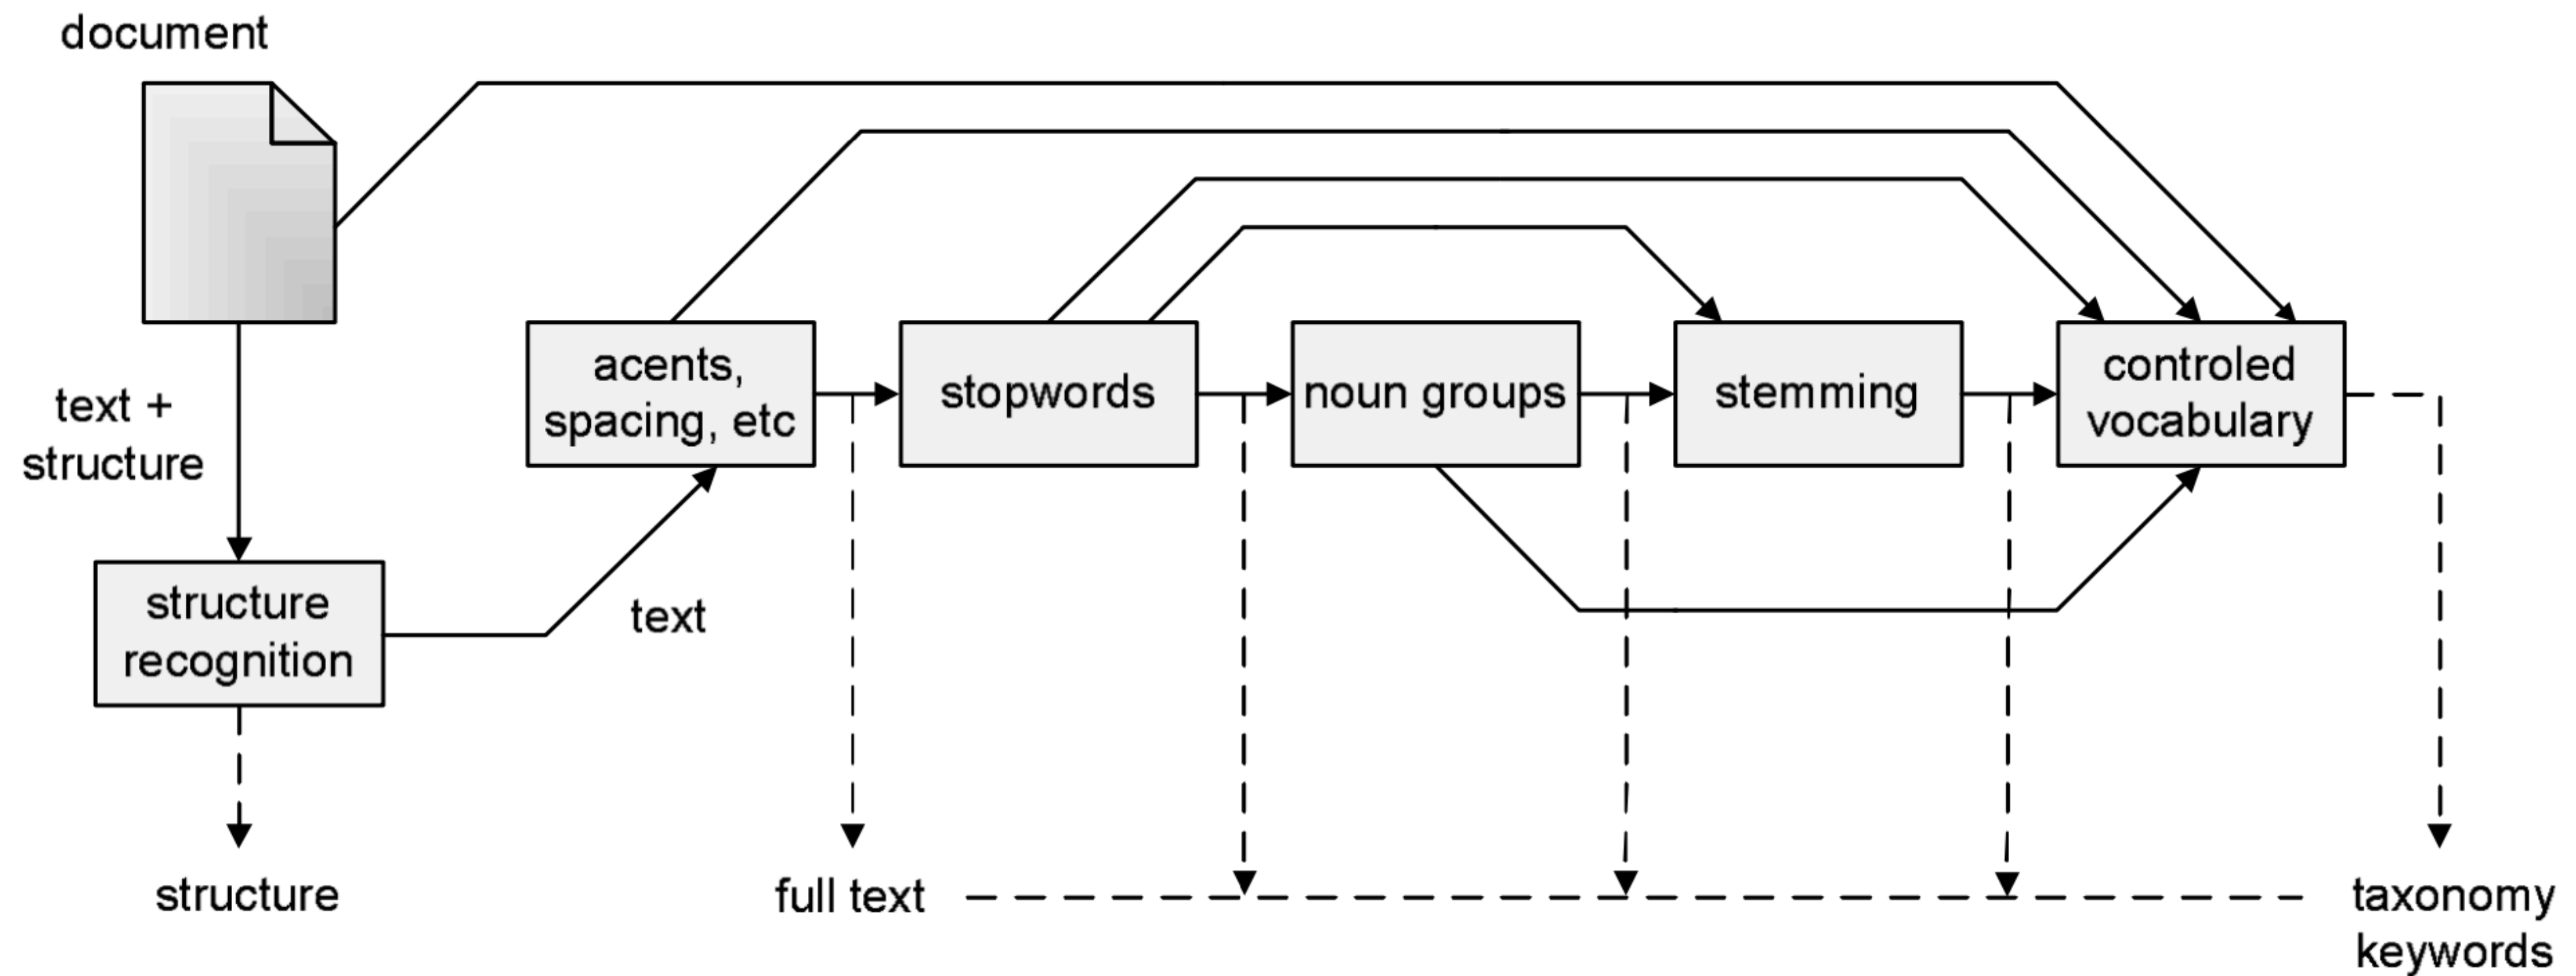 document
text +
structure
structure
recognition
structure
text
acents,
spacing, etc
stopwords
noun groups
stemming
controled
vocabulary
full text
taxonomy
keywords